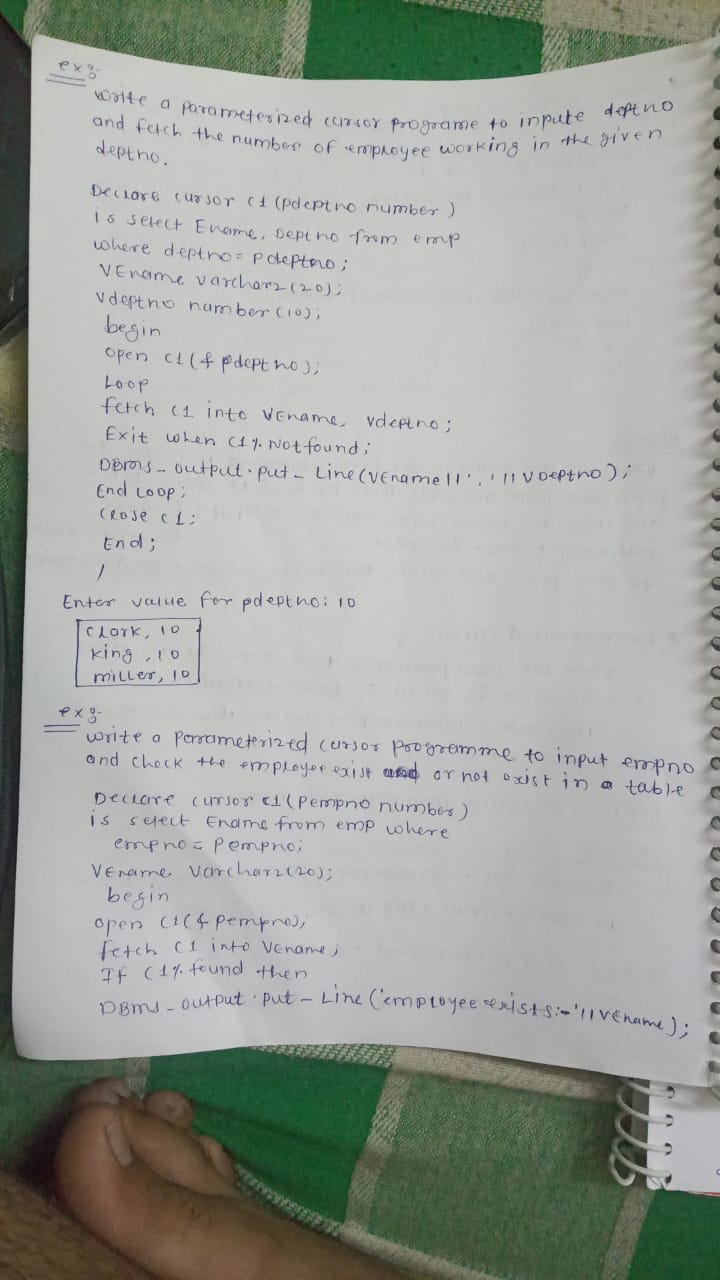 ex :-
write a parameterized cursor programe to inpute deptno
and fetch the number of employee working in the given
deptno.
Declare cursor c1 (pdeptno number)
is select Ename, Deptno from emp
where deptno = pdeptno;
VEname varchar2(20);
vdeptno number(10);
begin
open c1(&pdeptno);
Loop
fetch c1 into VEname, vdeptno;
Exit when c1% Notfound;
DBms_output.put_Line(VEname||','||VDeptno);
End Loop;
Close c1;
End;
/
Enter value for pdeptno: 10
Clark, 10
king, 10
miller, 10
ex :-
write a parrameterized cursor programme to input empno
and check the employee exist or not exist in a table
Declare cursor c1(Pempno number)
is select Ename from emp where
empno = Pempno;
VEname Varchar2(20);
begin
open c1(&pempno);
fetch c1 into Vename;
If c1% found then
DBms_output.put_Line('employee exists:-'||VEname);